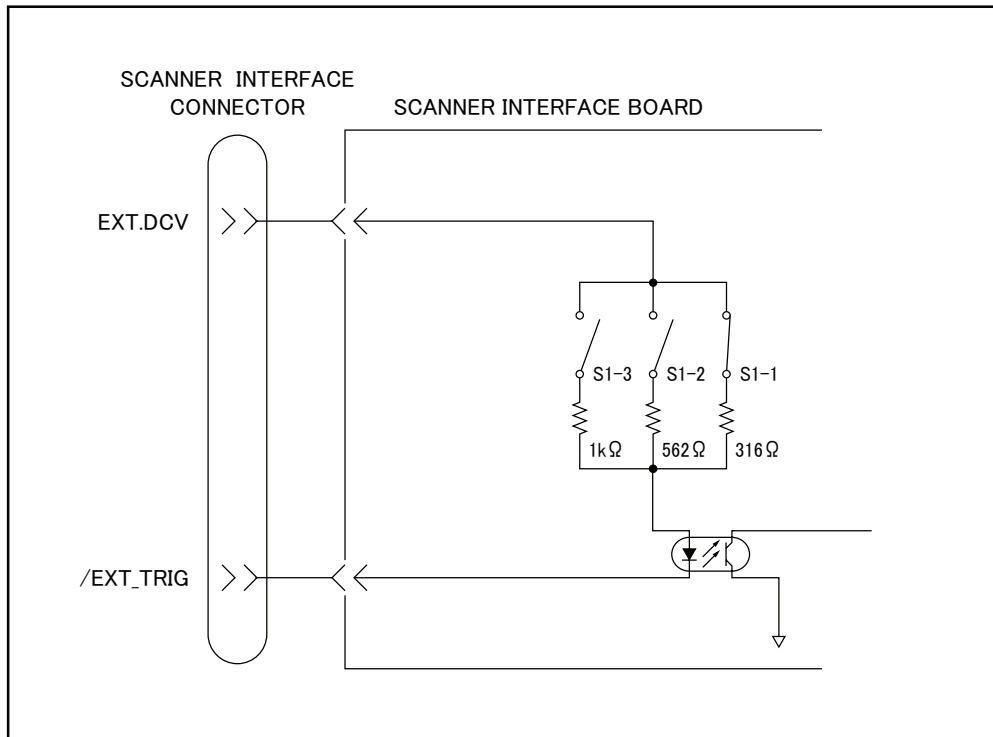 SCANNER INTERFACE
CONNECTOR
SCANNER INTERFACE BOARD
EXT.DCV
S1-3
S1-2
S1-1
1kΩ
562Ω
316Ω
/EXT_TRIG